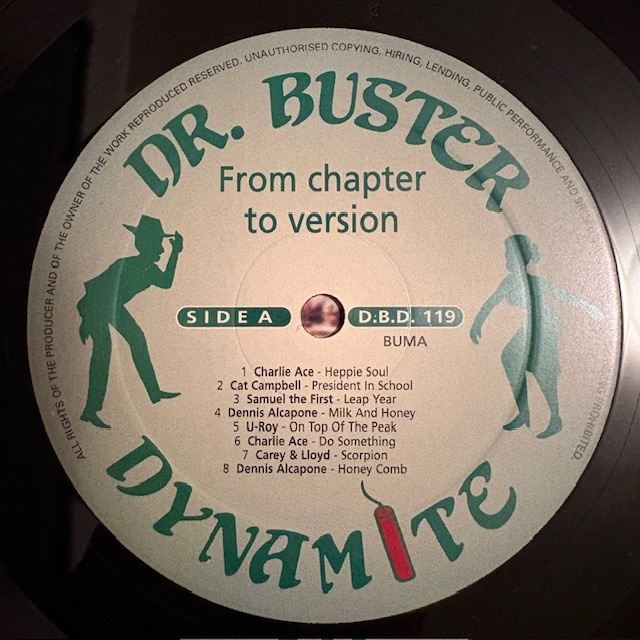 ALL RIGHTS OF THE PRODUCER AND OF THE OWNER OF THE WORK REPRODUCED RESERVED. UNAUTHORISED COPYING, HIRING, LENDING, PUBLIC PERFORMANCE AND PROHIBITED.
DR. BUSTER
From chapter
to version
SIDE A
D.B.D. 119
BUMA
1 Charlie Ace - Heppie Soul
2 Cat Campbell - President In School
3 Samuel the First - Leap Year
4 Dennis Alcapone - Milk And Honey
5 U-Roy - On Top Of The Peak
6 Charlie Ace - Do Something
7 Carey & Lloyd - Scorpion
8 Dennis Alcapone - Honey Comb
DYNAMITE